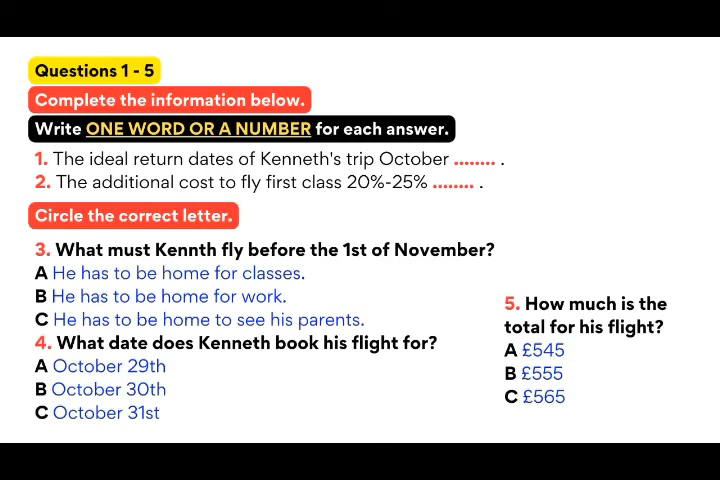 Questions 1 - 5
Complete the information below.
Write ONE WORD OR A NUMBER for each answer.
1. The ideal return dates of Kenneth's trip October ........ .
2. The additional cost to fly first class 20%-25% ........ .
Circle the correct letter.
3. What must Kennth fly before the 1st of November?
A He has to be home for classes.
B He has to be home for work.
C He has to be home to see his parents.
4. What date does Kenneth book his flight for?
A October 29th
B October 30th
C October 31st
5. How much is the
total for his flight?
A £545
B £555
C £565